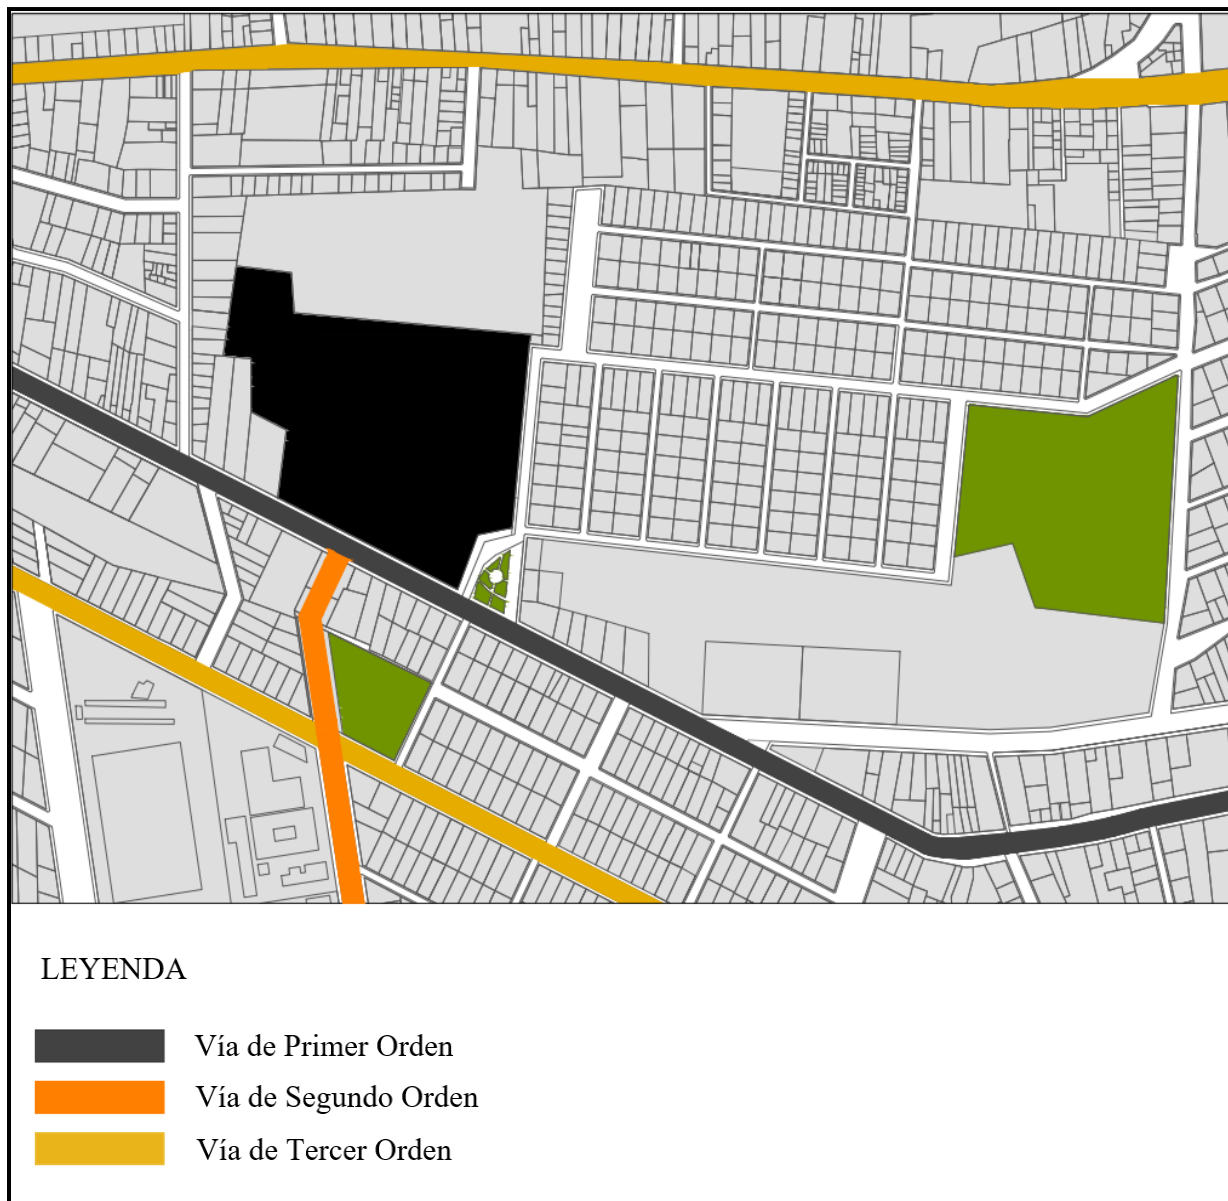 LEYENDA
Vía de Primer Orden
Vía de Segundo Orden
Vía de Tercer Orden